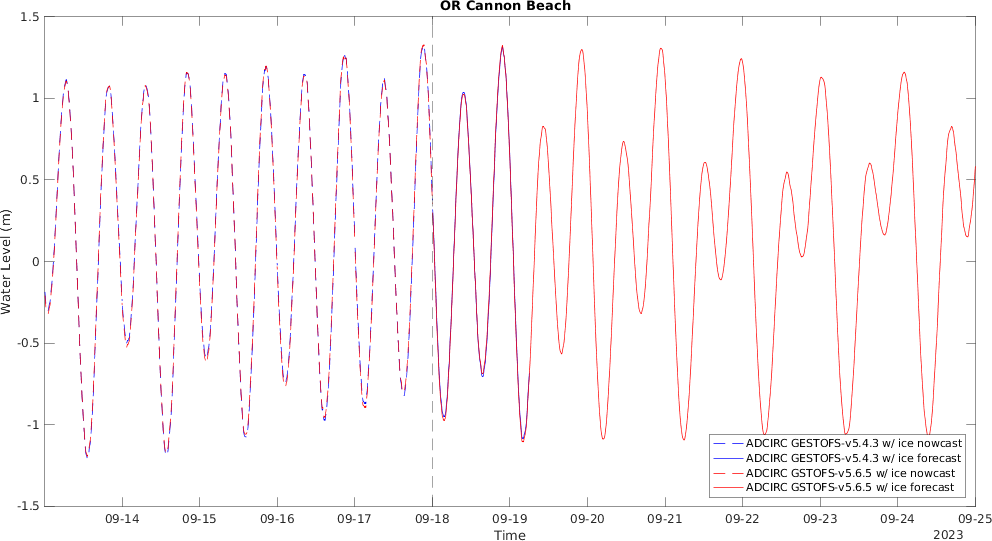 OR Cannon Beach
1.5
1
0.5
0
-0.5
-1
-1.5
Water Level (m)
09-14 09-15 09-16 09-17 09-18 09-19 09-20 09-21 09-22 09-23 09-24 09-25
Time
2023
ADCIRC GESTOFS-v5.4.3 w/ ice nowcast
ADCIRC GESTOFS-v5.4.3 w/ ice forecast
ADCIRC GSTOFS-v5.6.5 w/ ice nowcast
ADCIRC GSTOFS-v5.6.5 w/ ice forecast